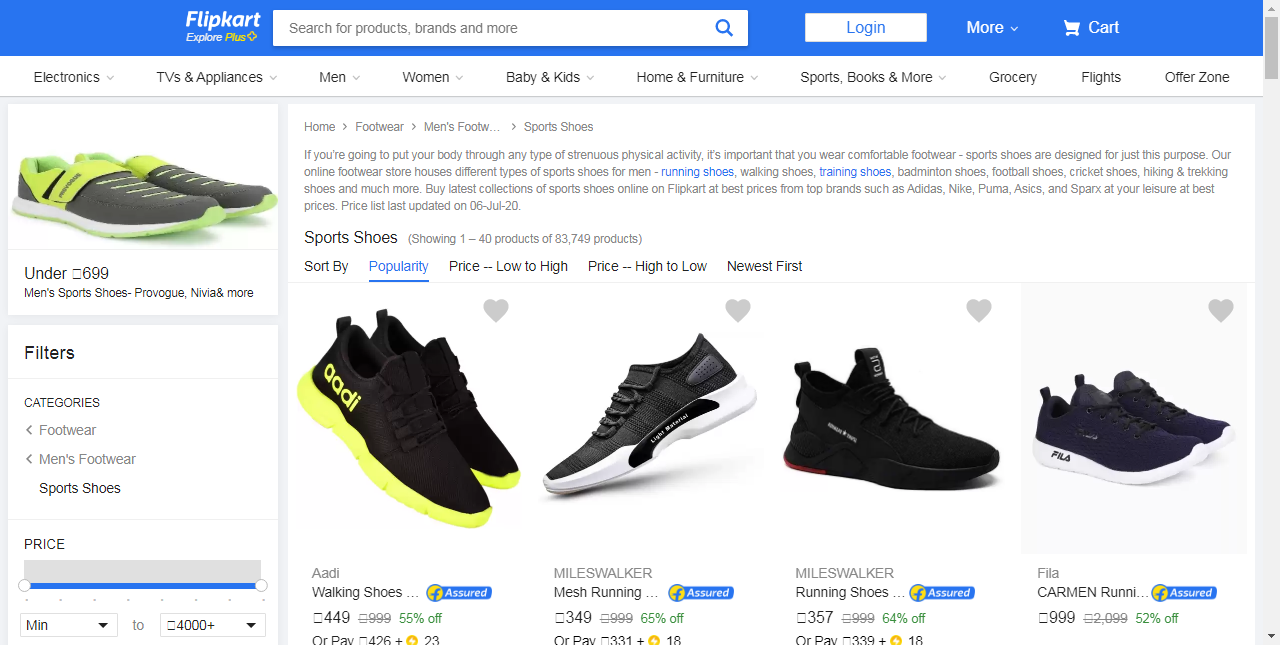 Flipkart
Explore Plus
Search for products, brands and more
Login
More
Cart
Electronics
TVs & Appliances
Men
Women
Baby & Kids
Home & Furniture
Sports, Books & More
Grocery
Flights
Offer Zone
Under □699
Men's Sports Shoes- Provogue, Nivia& more
Filters
CATEGORIES
Footwear
Men's Footwear
Sports Shoes
PRICE
Min to □4000+
Home > Footwear > Men's Footw… > Sports Shoes
If you're going to put your body through any type of strenuous physical activity, it's important that you wear comfortable footwear - sports shoes are designed for just this purpose. Our
online footwear store houses different types of sports shoes for men - running shoes, walking shoes, training shoes, badminton shoes, football shoes, cricket shoes, hiking & trekking
shoes and much more. Buy latest collections of sports shoes online on Flipkart at best prices from top brands such as Adidas, Nike, Puma, Asics, and Sparx at your leisure at best
prices. Price list last updated on 06-Jul-20.
Sports Shoes (Showing 1 – 40 products of 83,749 products)
Sort By Popularity Price -- Low to High Price -- High to Low Newest First
aadi
Light Material
FILA
Aadi
Walking Shoes ... Assured
□449 □999 55% off
Or Pay □426 + 23
MILESWALKER
Mesh Running ... Assured
□349 □999 65% off
Or Pay □331 + 18
MILESWALKER
Running Shoes ... Assured
□357 □999 64% off
Or Pay □339 + 18
Fila
CARMEN Runni... Assured
□999 □2,099 52% off